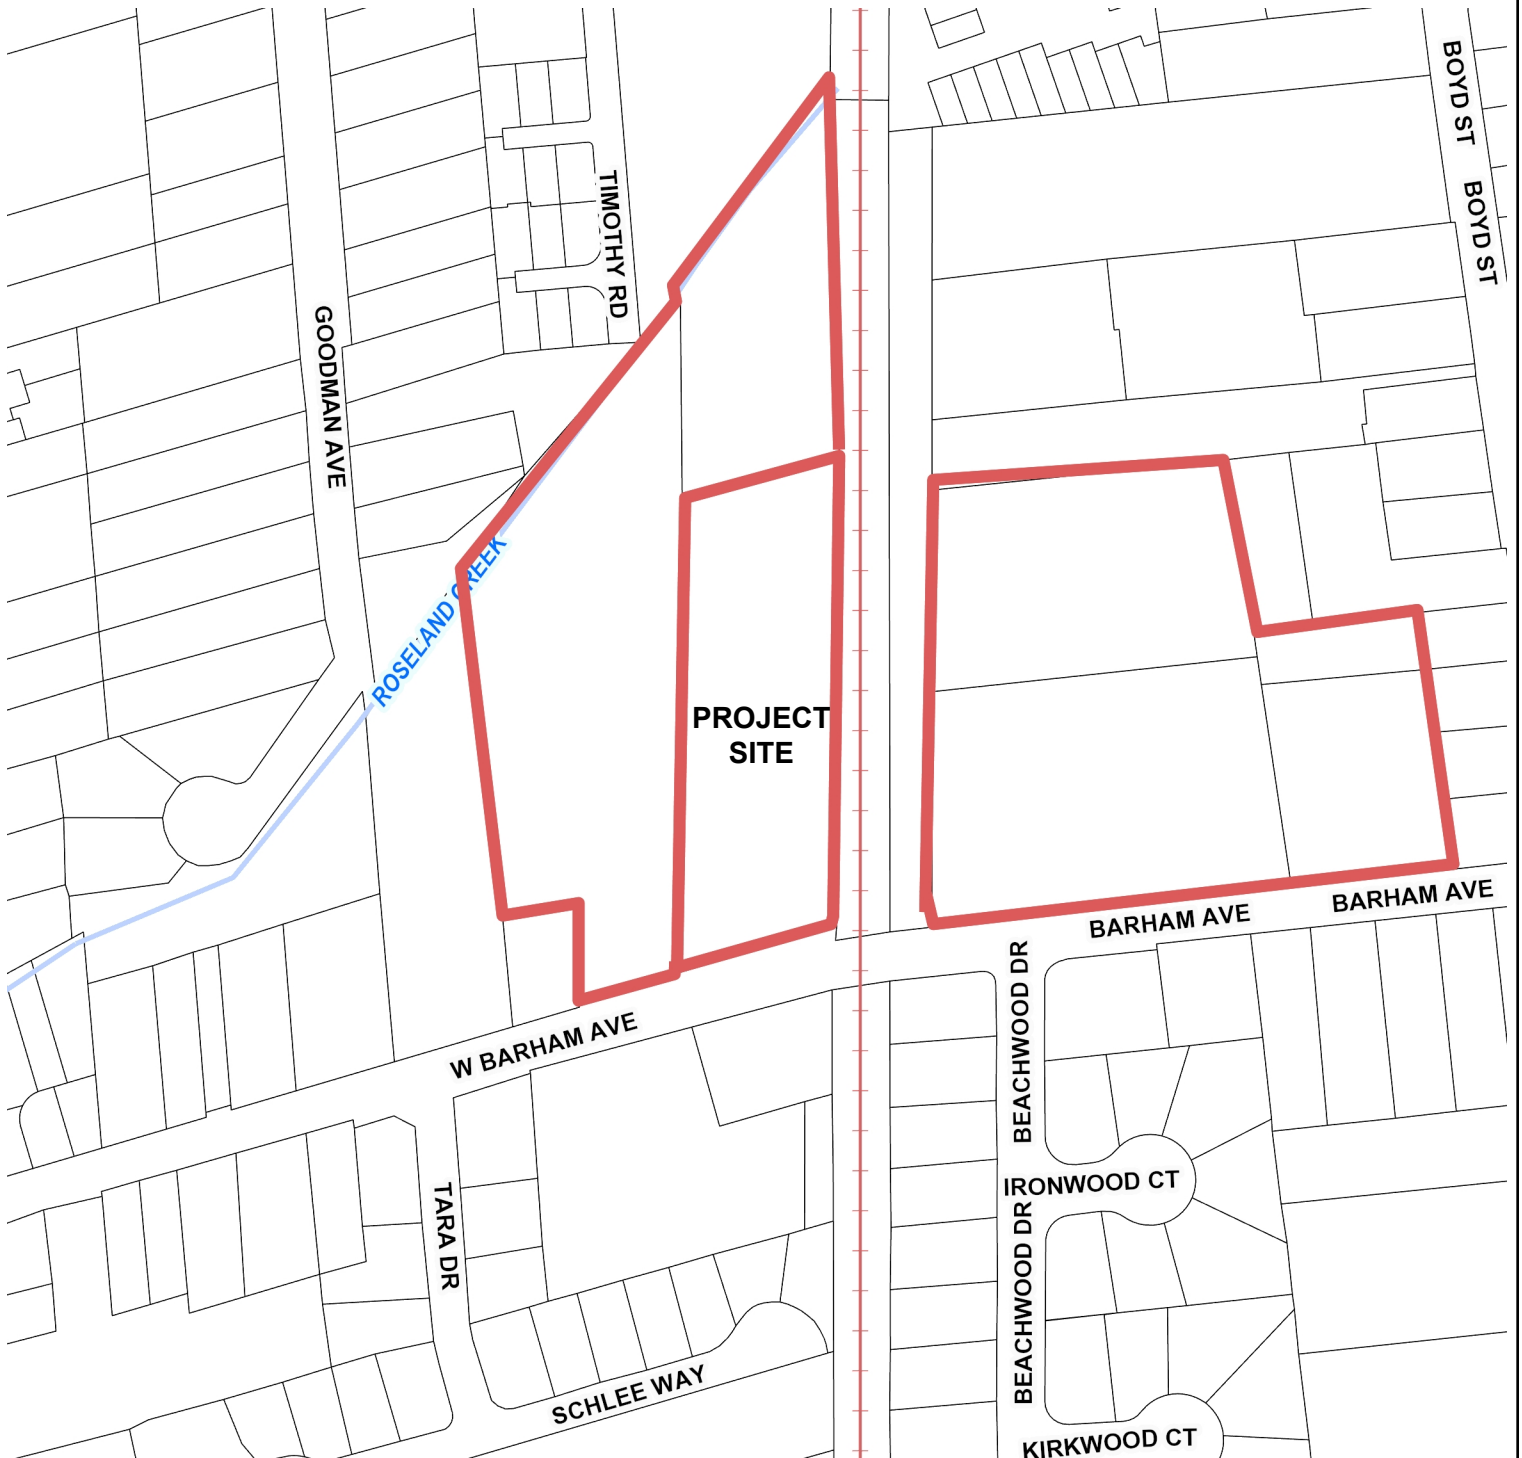 BOYD ST
BOYD ST
TIMOTHY RD
GOODMAN AVE
ROSELAND CREEK
PROJECT
SITE
BARHAM AVE
BARHAM AVE
W BARHAM AVE
BEACHWOOD DR
IRONWOOD CT
TARA DR
BEACHWOOD DR
SCHLEE WAY
KIRKWOOD CT